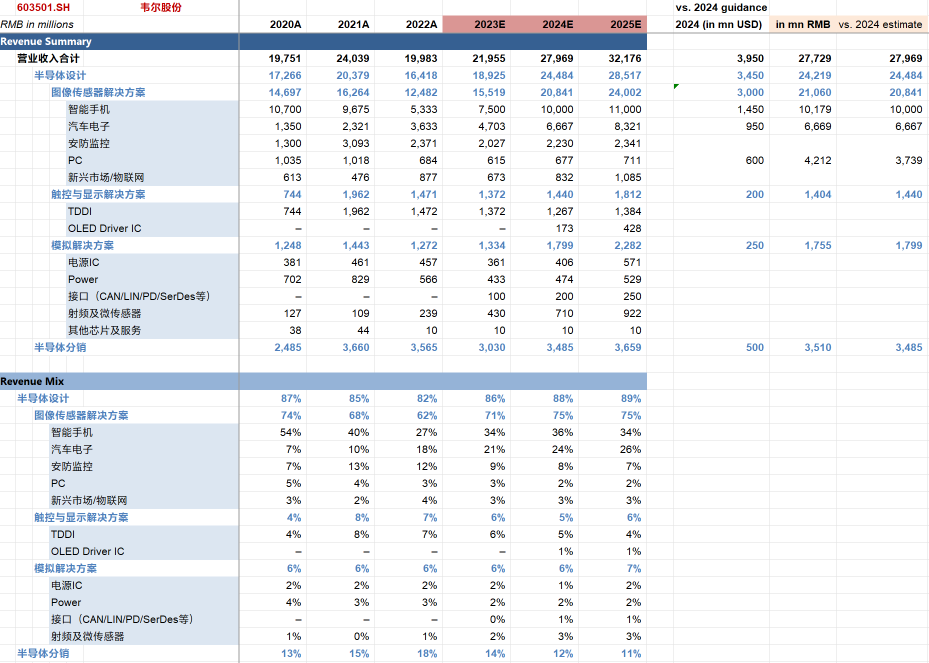 603501.SH 韦尔股份 vs. 2024 guidance
RMB in millions 2020A 2021A 2022A 2023E 2024E 2025E 2024 (in mn USD) in mn RMB vs. 2024 estimate
Revenue Summary
营业收入合计 19,751 24,039 19,983 21,955 27,969 32,176 3,950 27,729 27,969
半导体设计 17,266 20,379 16,418 18,925 24,484 28,517 3,450 24,219 24,484
图像传感器解决方案 14,697 16,264 12,482 15,519 20,841 24,002 3,000 21,060 20,841
智能手机 10,700 9,675 5,333 7,500 10,000 11,000 1,450 10,179 10,000
汽车电子 1,350 2,321 3,633 4,703 6,667 8,321 950 6,669 6,667
安防监控 1,300 3,093 2,371 2,027 2,230 2,341
PC 1,035 1,018 684 615 677 711 600 4,212 3,739
新兴市场/物联网 613 476 877 673 832 1,085
触控与显示解决方案 744 1,962 1,471 1,372 1,440 1,812 200 1,404 1,440
TDDI 744 1,962 1,472 1,372 1,267 1,384
OLED Driver IC – – – – 173 428
模拟解决方案 1,248 1,443 1,272 1,334 1,799 2,282 250 1,755 1,799
电源IC 381 461 457 361 406 571
Power 702 829 566 433 474 529
接口（CAN/LIN/PD/SerDes等） – – – 100 200 250
射频及微传感器 127 109 239 430 710 922
其他芯片及服务 38 44 10 10 10 10
半导体分销 2,485 3,660 3,565 3,030 3,485 3,659 500 3,510 3,485
Revenue Mix
半导体设计 87% 85% 82% 86% 88% 89%
图像传感器解决方案 74% 68% 62% 71% 75% 75%
智能手机 54% 40% 27% 34% 36% 34%
汽车电子 7% 10% 18% 21% 24% 26%
安防监控 7% 13% 12% 9% 8% 7%
PC 5% 4% 3% 3% 2% 2%
新兴市场/物联网 3% 2% 4% 3% 3% 3%
触控与显示解决方案 4% 8% 7% 6% 5% 6%
TDDI 4% 8% 7% 6% 5% 4%
OLED Driver IC – – – – 1% 1%
模拟解决方案 6% 6% 6% 6% 6% 7%
电源IC 2% 2% 2% 2% 1% 2%
Power 4% 3% 3% 2% 2% 2%
接口（CAN/LIN/PD/SerDes等） – – – 0% 1% 1%
射频及微传感器 1% 0% 1% 2% 3% 3%
半导体分销 13% 15% 18% 14% 12% 11%